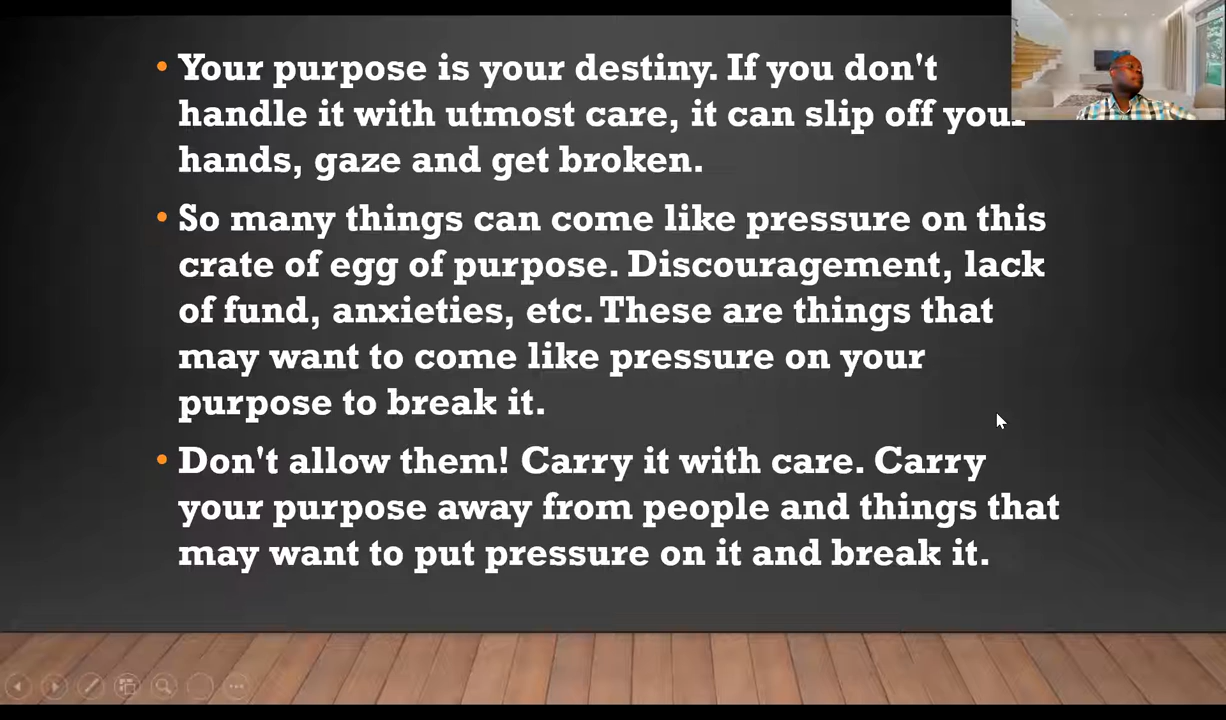 • Your purpose is your destiny. If you don't
handle it with utmost care, it can slip off your
hands, gaze and get broken.
• So many things can come like pressure on this
crate of egg of purpose. Discouragement, lack
of fund, anxieties, etc. These are things that
may want to come like pressure on your
purpose to break it.
• Don't allow them! Carry it with care. Carry
your purpose away from people and things that
may want to put pressure on it and break it.